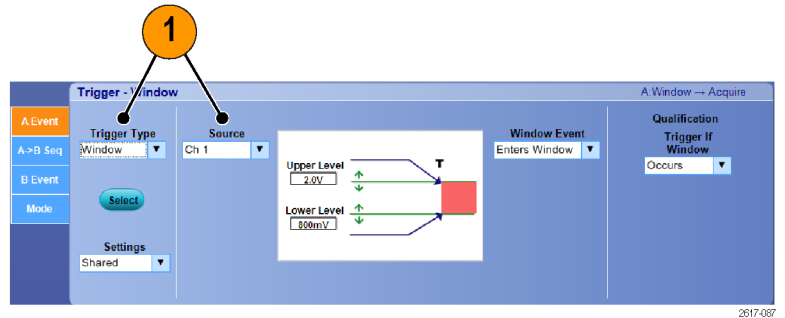 1
Trigger - Window
A:Window → Acquire
A Event
A->B Seq
B Event
Mode
Trigger Type
Window
Select
Settings
Shared
Source
Ch 1
Upper Level
2.0V
Lower Level
800mV
T
Window Event
Enters Window
Qualification
Trigger If
Window
Occurs
2617-087